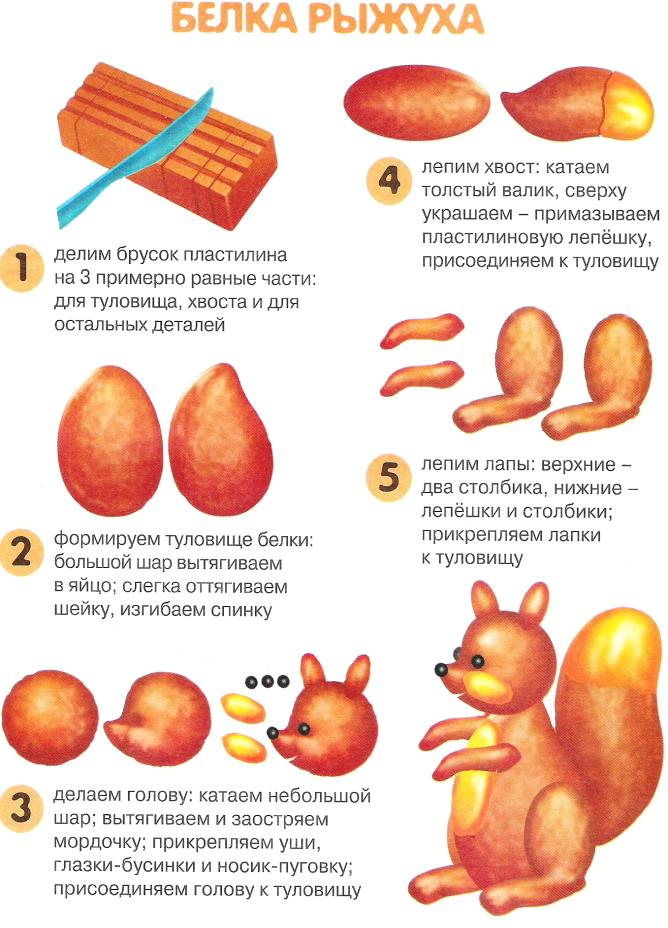 БЕЛКА РЫЖУХА
1
делим брусок пластилина
на 3 примерно равные части:
для туловища, хвоста и для
остальных деталей
2
формируем туловище белки:
большой шар вытягиваем
в яйцо; слегка оттягиваем
шейку, изгибаем спинку
3
делаем голову: катаем небольшой
шар; вытягиваем и заостряем
мордочку; прикрепляем уши,
глазки-бусинки и носик-пуговку;
присоединяем голову к туловищу
4
лепим хвост: катаем
толстый валик, сверху
украшаем – примазываем
пластилиновую лепёшку,
присоединяем к туловищу
5
лепим лапы: верхние –
два столбика, нижние –
лепёшки и столбики;
прикрепляем лапки
к туловищу